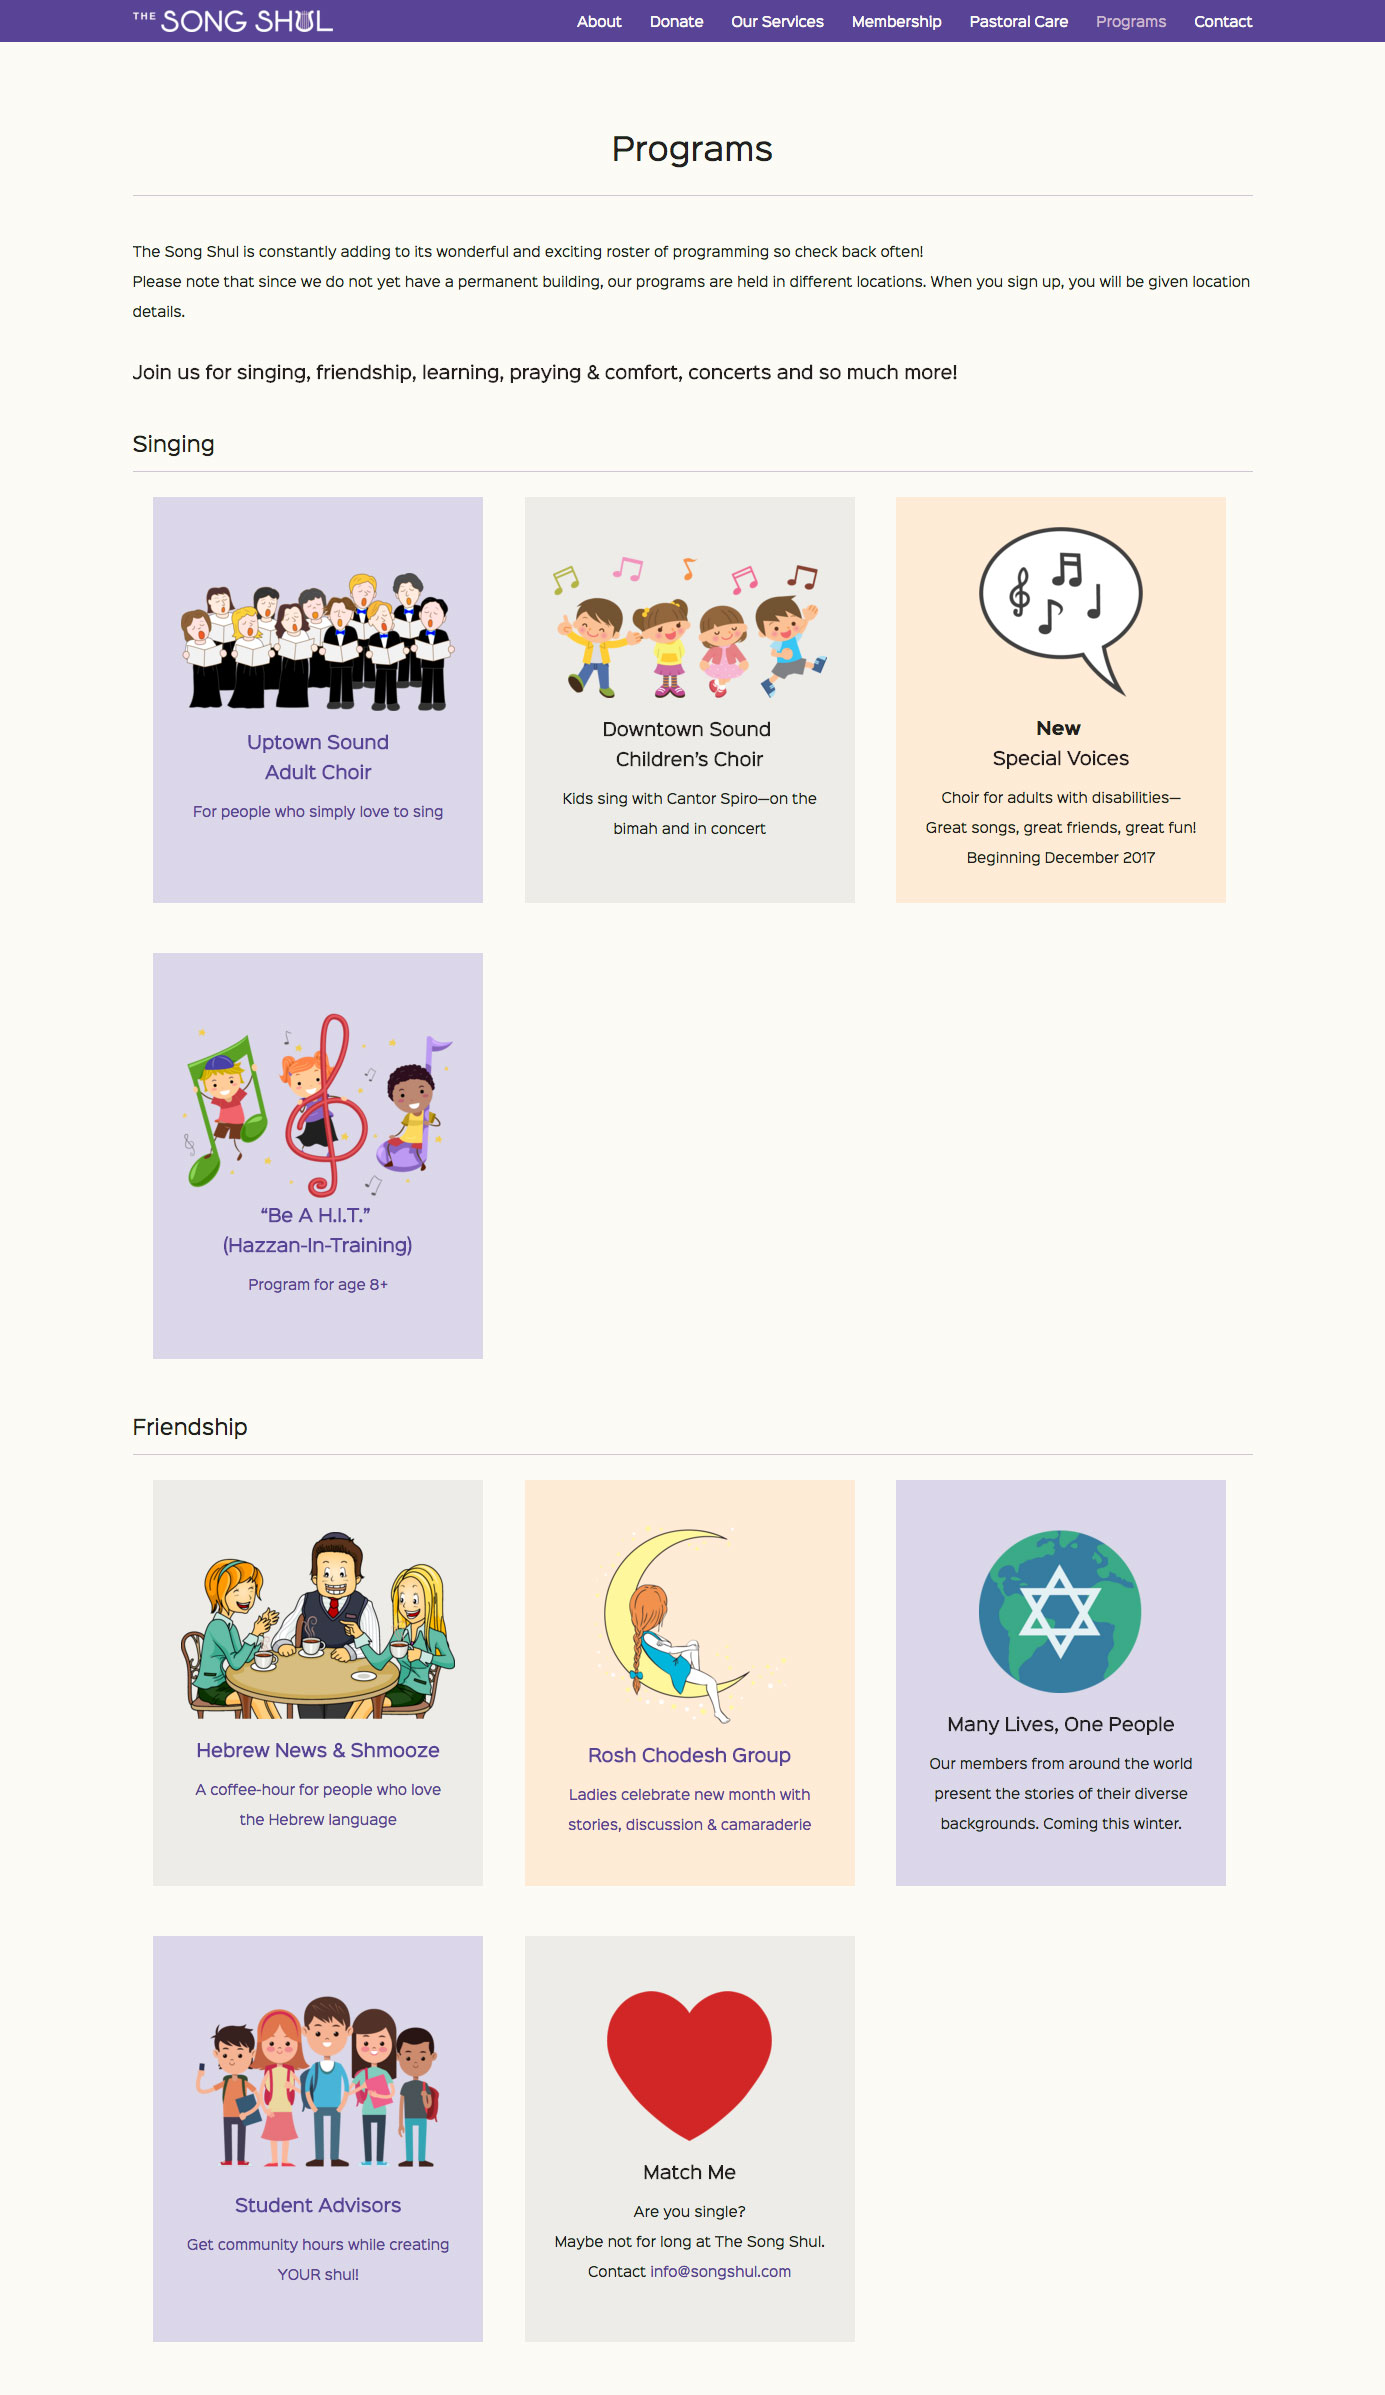 THE SONG SHUL
About Donate Our Services Membership Pastoral Care Programs Contact
Programs
The Song Shul is constantly adding to its wonderful and exciting roster of programming so check back often!
Please note that since we do not yet have a permanent building, our programs are held in different locations. When you sign up, you will be given location
details.
Join us for singing, friendship, learning, praying & comfort, concerts and so much more!
Singing
Uptown Sound
Adult Choir
For people who simply love to sing
Downtown Sound
Children's Choir
Kids sing with Cantor Spiro—on the
bimah and in concert
New
Special Voices
Choir for adults with disabilities—
Great songs, great friends, great fun!
Beginning December 2017
“Be A H.I.T.”
(Hazzan-In-Training)
Program for age 8+
Friendship
Hebrew News & Shmooze
A coffee-hour for people who love
the Hebrew language
Rosh Chodesh Group
Ladies celebrate new month with
stories, discussion & camaraderie
Many Lives, One People
Our members from around the world
present the stories of their diverse
backgrounds. Coming this winter.
Student Advisors
Get community hours while creating
YOUR shul!
Match Me
Are you single?
Maybe not for long at The Song Shul.
Contact info@songshul.com